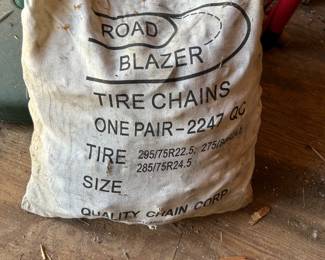 ROAD
BLAZER
TIRE CHAINS
ONE PAIR-2247 QC
TIRE 295/75R22.5,
285/75R24.5
SIZE
QUALITY CHAIN CORP